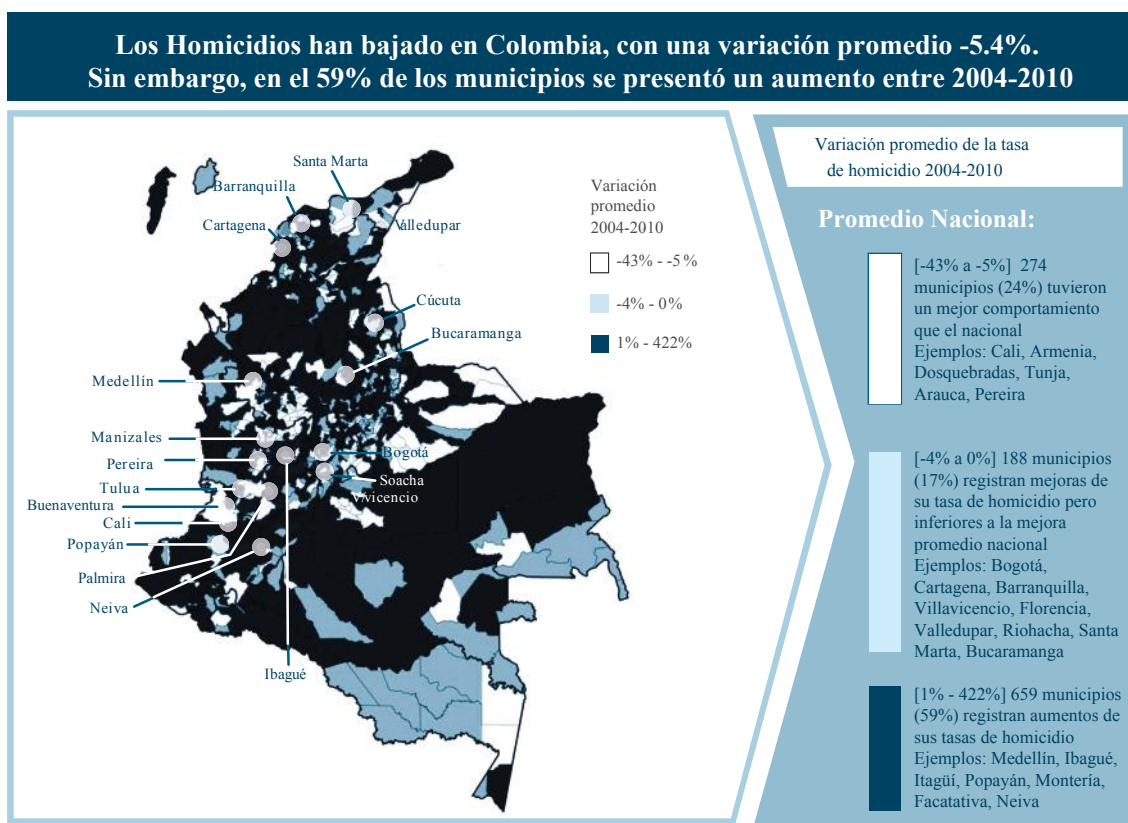 Los Homicidios han bajado en Colombia, con una variación promedio -5.4%.
Sin embargo, en el 59% de los municipios se presentó un aumento entre 2004-2010
Santa Marta
Barranquilla
Cartagena
Valledupar
Cúcuta
Bucaramanga
Medellín
Manizales
Pereira
Tulua
Buenaventura
Cali
Popayán
Palmira
Neiva
Ibagué
Bogotá
Soacha
V/vicencio
Variación
promedio
2004-2010
-43% - -5%
-4% - 0%
1% - 422%
Variación promedio de la tasa
de homicidio 2004-2010
Promedio Nacional:
[-43% a -5%] 274
municipios (24%) tuvieron
un mejor comportamiento
que el nacional
Ejemplos: Cali, Armenia,
Dosquebradas, Tunja,
Arauca, Pereira
[-4% a 0%] 188 municipios
(17%) registran mejoras de
su tasa de homicidio pero
inferiores a la mejora
promedio nacional
Ejemplos: Bogotá,
Cartagena, Barranquilla,
Villavicencio, Florencia,
Valledupar, Riohacha, Santa
Marta, Bucaramanga
[1% - 422%] 659 municipios
(59%) registran aumentos de
sus tasas de homicidio
Ejemplos: Medellín, Ibagué,
Itagüí, Popayán, Montería,
Facatativa, Neiva